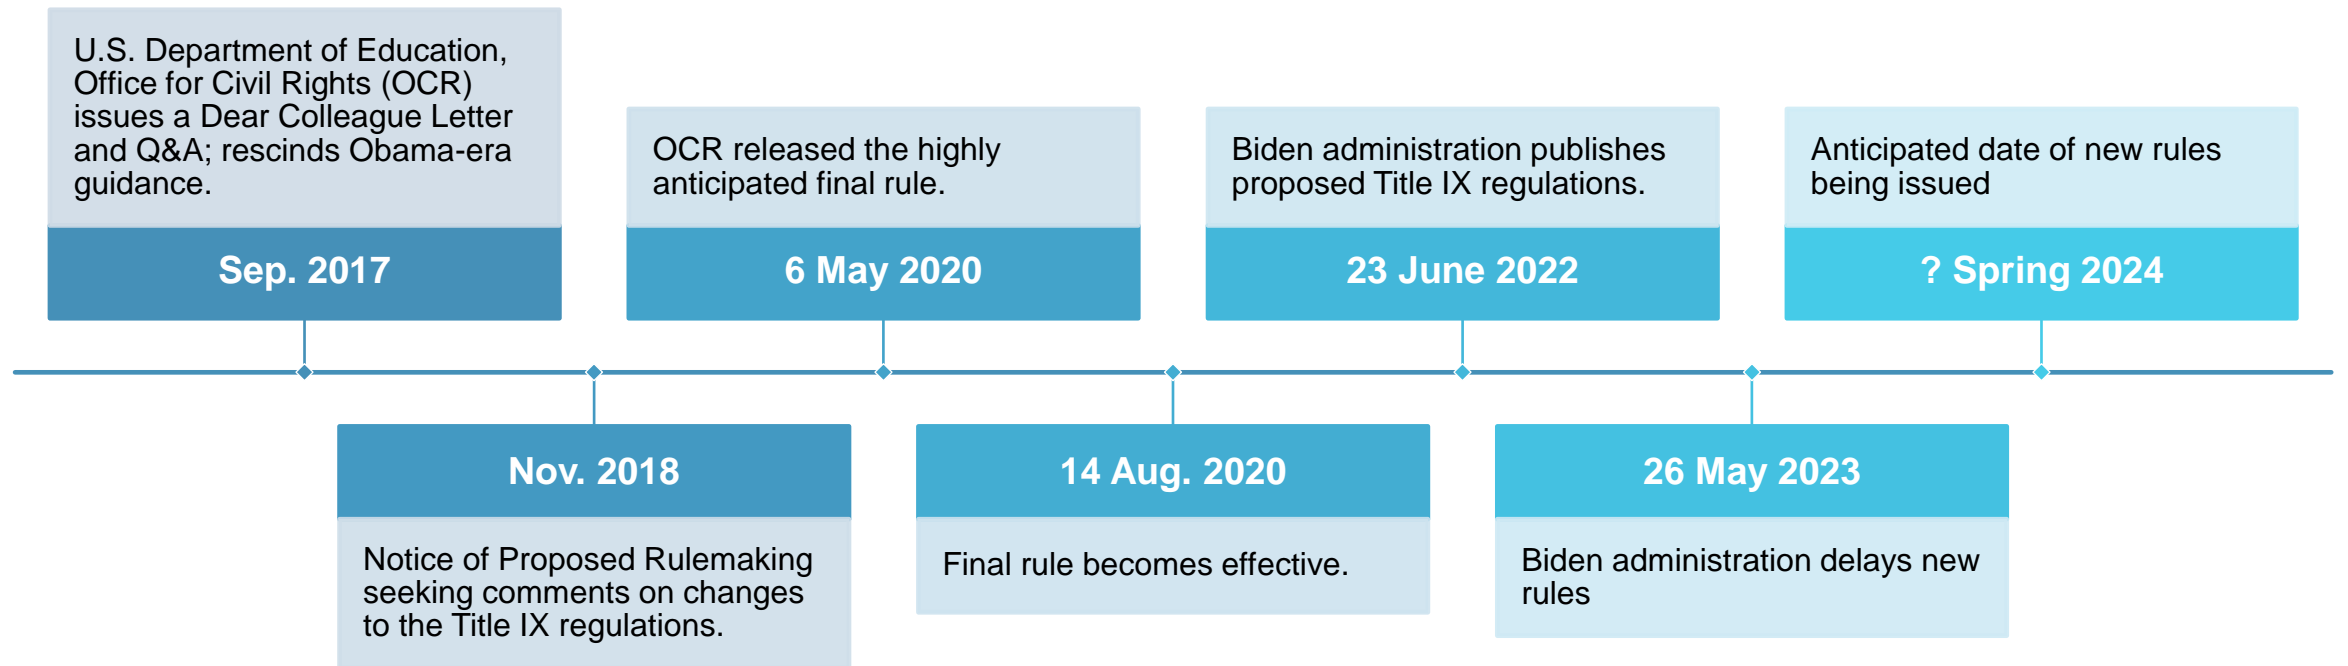 U.S. Department of Education,
Office for Civil Rights (OCR)
issues a Dear Colleague Letter
and Q&A; rescinds Obama-era
guidance.
Sep. 2017
Nov. 2018
Notice of Proposed Rulemaking
seeking comments on changes
to the Title IX regulations.
OCR released the highly
anticipated final rule.
6 May 2020
14 Aug. 2020
Final rule becomes effective.
Biden administration publishes
proposed Title IX regulations.
23 June 2022
26 May 2023
Biden administration delays new
rules
Anticipated date of new rules
being issued
? Spring 2024